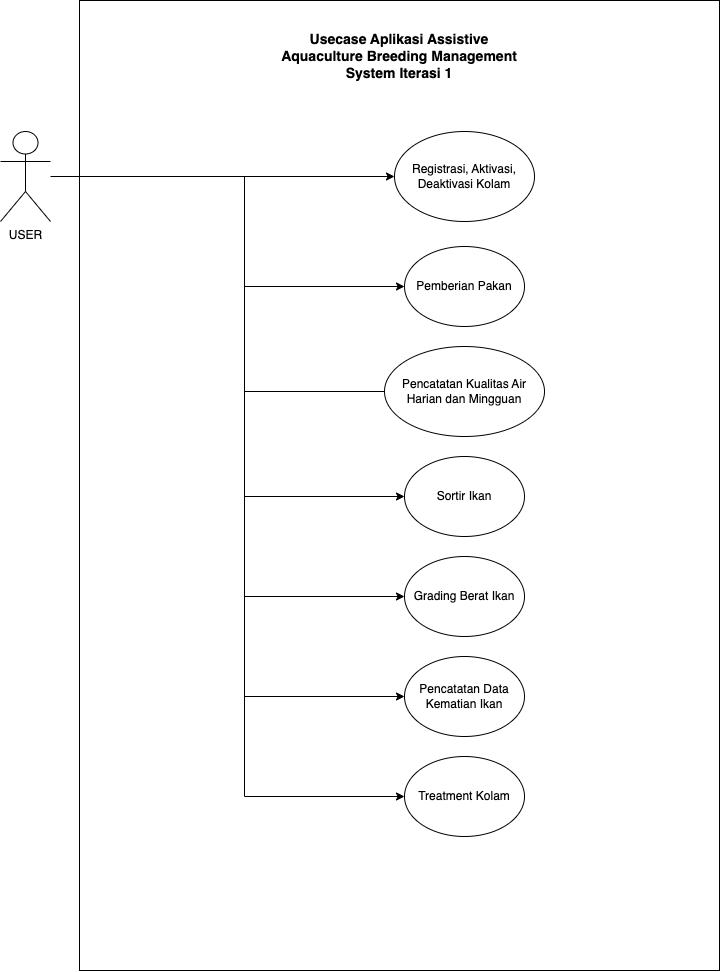 Usecase Aplikasi Assistive
Aquaculture Breeding Management
System Iterasi 1
USER
Registrasi, Aktivasi,
Deaktivasi Kolam
Pemberian Pakan
Pencatatan Kualitas Air
Harian dan Mingguan
Sortir Ikan
Grading Berat Ikan
Pencatatan Data
Kematian Ikan
Treatment Kolam